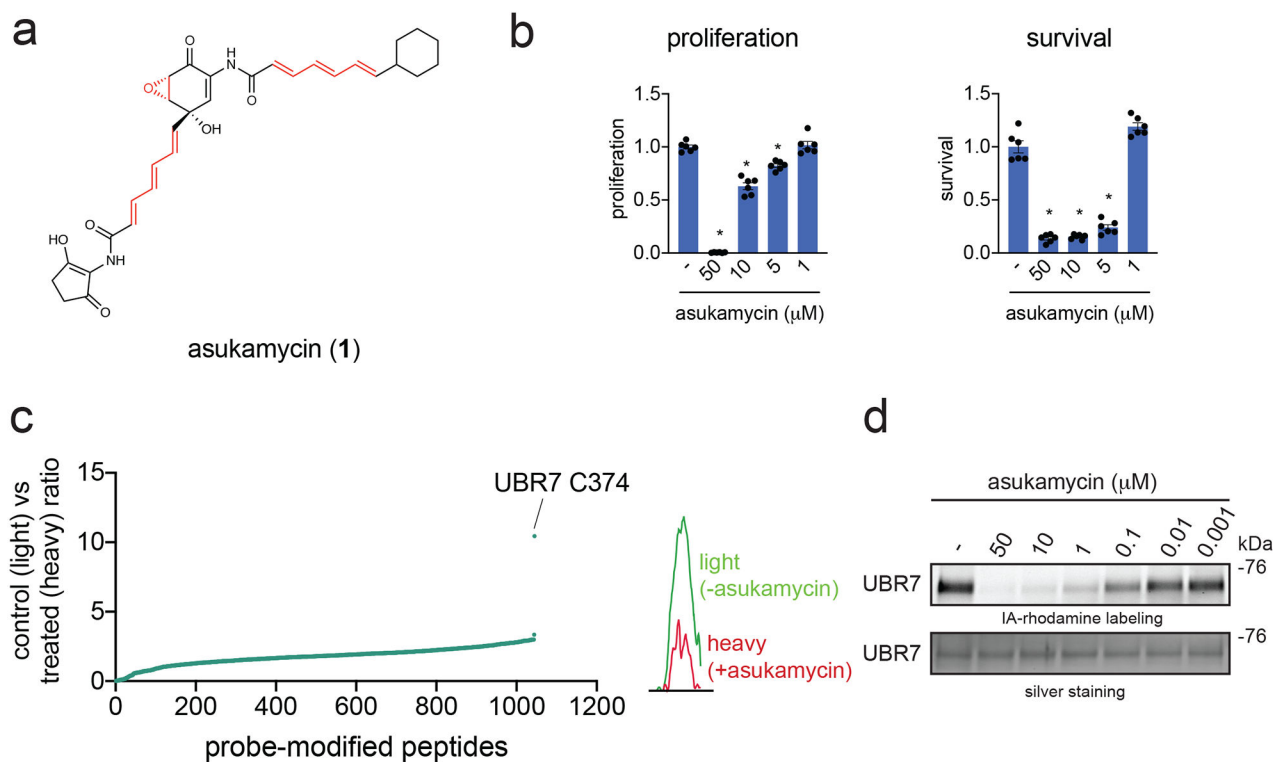 a
O
H
N
O
O
OH
O
HO
NH
O
asukamycin (1)
b
proliferation
survival
proliferation
1.5
1.0
0.5
0.0
*
*
*
- 50 10 5 1
asukamycin (μM)
survival
1.5
1.0
0.5
0.0
*
*
*
- 50 10 5 1
asukamycin (μM)
c
control (light) vs
treated (heavy) ratio
15
10
5
0
0 200 400 600 800 1000 1200
probe-modified peptides
UBR7 C374
light
(-asukamycin)
heavy
(+asukamycin)
d
asukamycin (μM)
- 50 10 1 0.1 0.01 0.001
kDa
-76
UBR7
IA-rhodamine labeling
-76
UBR7
silver staining